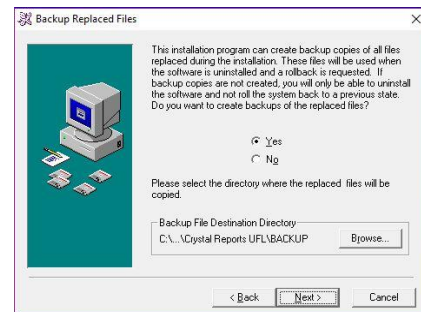 Backup Replaced Files
This installation program can create backup copies of all files
replaced during the installation. These files will be used when
the software is uninstalled and a rollback is requested. If
backup copies are not created, you will only be able to uninstall
the software and not roll the system back to a previous state.
Do you want to create backups of the replaced files?
Yes
No
Please select the directory where the replaced files will be
copied.
Backup File Destination Directory
C:\...\Crystal Reports UFL\BACKUP Browse...
< Back Next > Cancel